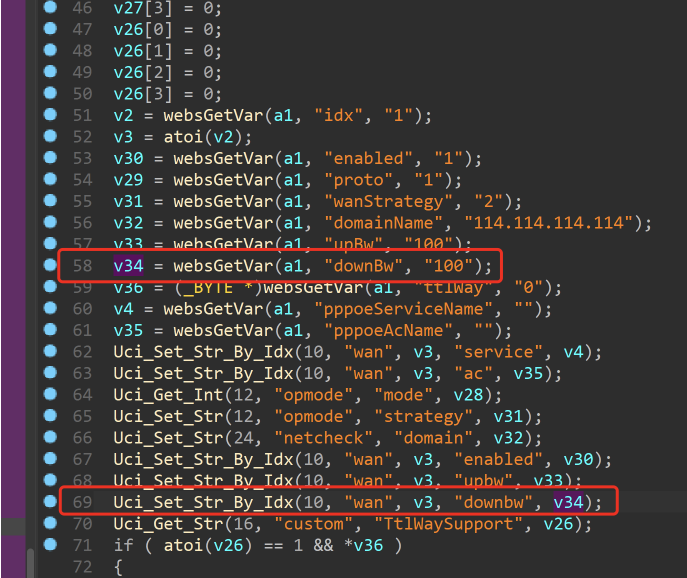 46 v27[3] = 0;
47 v26[0] = 0;
48 v26[1] = 0;
49 v26[2] = 0;
50 v26[3] = 0;
51 v2 = websGetVar(a1, "idx", "1");
52 v3 = atoi(v2);
53 v30 = websGetVar(a1, "enabled", "1");
54 v29 = websGetVar(a1, "proto", "1");
55 v31 = websGetVar(a1, "wanStrategy", "2");
56 v32 = websGetVar(a1, "domainName", "114.114.114.114");
57 v33 = websGetVar(a1, "upBw", "100");
58 v34 = websGetVar(a1, "downBw", "100");
59 v36 = (_BYTE *)websGetVar(a1, "ttlWay", "0");
60 v4 = websGetVar(a1, "pppoeServiceName", "");
61 v35 = websGetVar(a1, "pppoeAcName", "");
62 Uci_Set_Str_By_Idx(10, "wan", v3, "service", v4);
63 Uci_Set_Str_By_Idx(10, "wan", v3, "ac", v35);
64 Uci_Get_Int(12, "opmode", "mode", v28);
65 Uci_Set_Str(12, "opmode", "strategy", v31);
66 Uci_Set_Str(24, "netcheck", "domain", v32);
67 Uci_Set_Str_By_Idx(10, "wan", v3, "enabled", v30);
68 Uci_Set_Str_By_Idx(10, "wan", v3, "upbw", v33);
69 Uci_Set_Str_By_Idx(10, "wan", v3, "downbw", v34);
70 Uci_Get_Str(16, "custom", "TtlWaySupport", v26);
71 if ( atoi(v26) == 1 && *v36 )
72 {